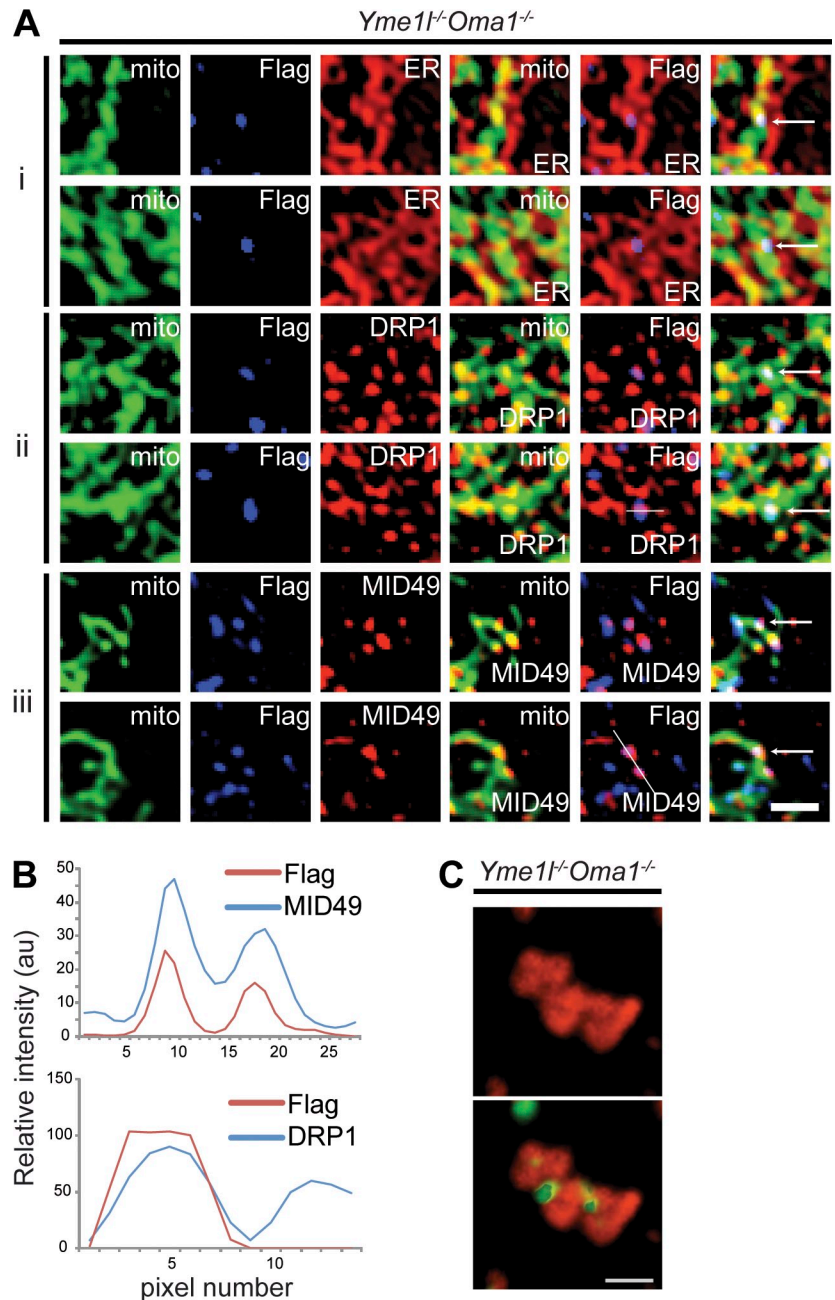 A
Yme1l-/-Oma1-/-
i
mito Flag ER mito ER Flag ER
mito Flag ER mito ER Flag ER
ii
mito Flag DRP1 mito DRP1 Flag DRP1
mito Flag DRP1 mito DRP1 Flag DRP1
iii
mito Flag MID49 mito MID49 Flag MID49
mito Flag MID49 mito MID49 Flag MID49
B
Relative intensity (au)
50
40
30
20
10
0
5 10 15 20 25
Flag
MID49
150
100
50
0
5 10
Flag
DRP1
pixel number
C
Yme1l-/-Oma1-/-